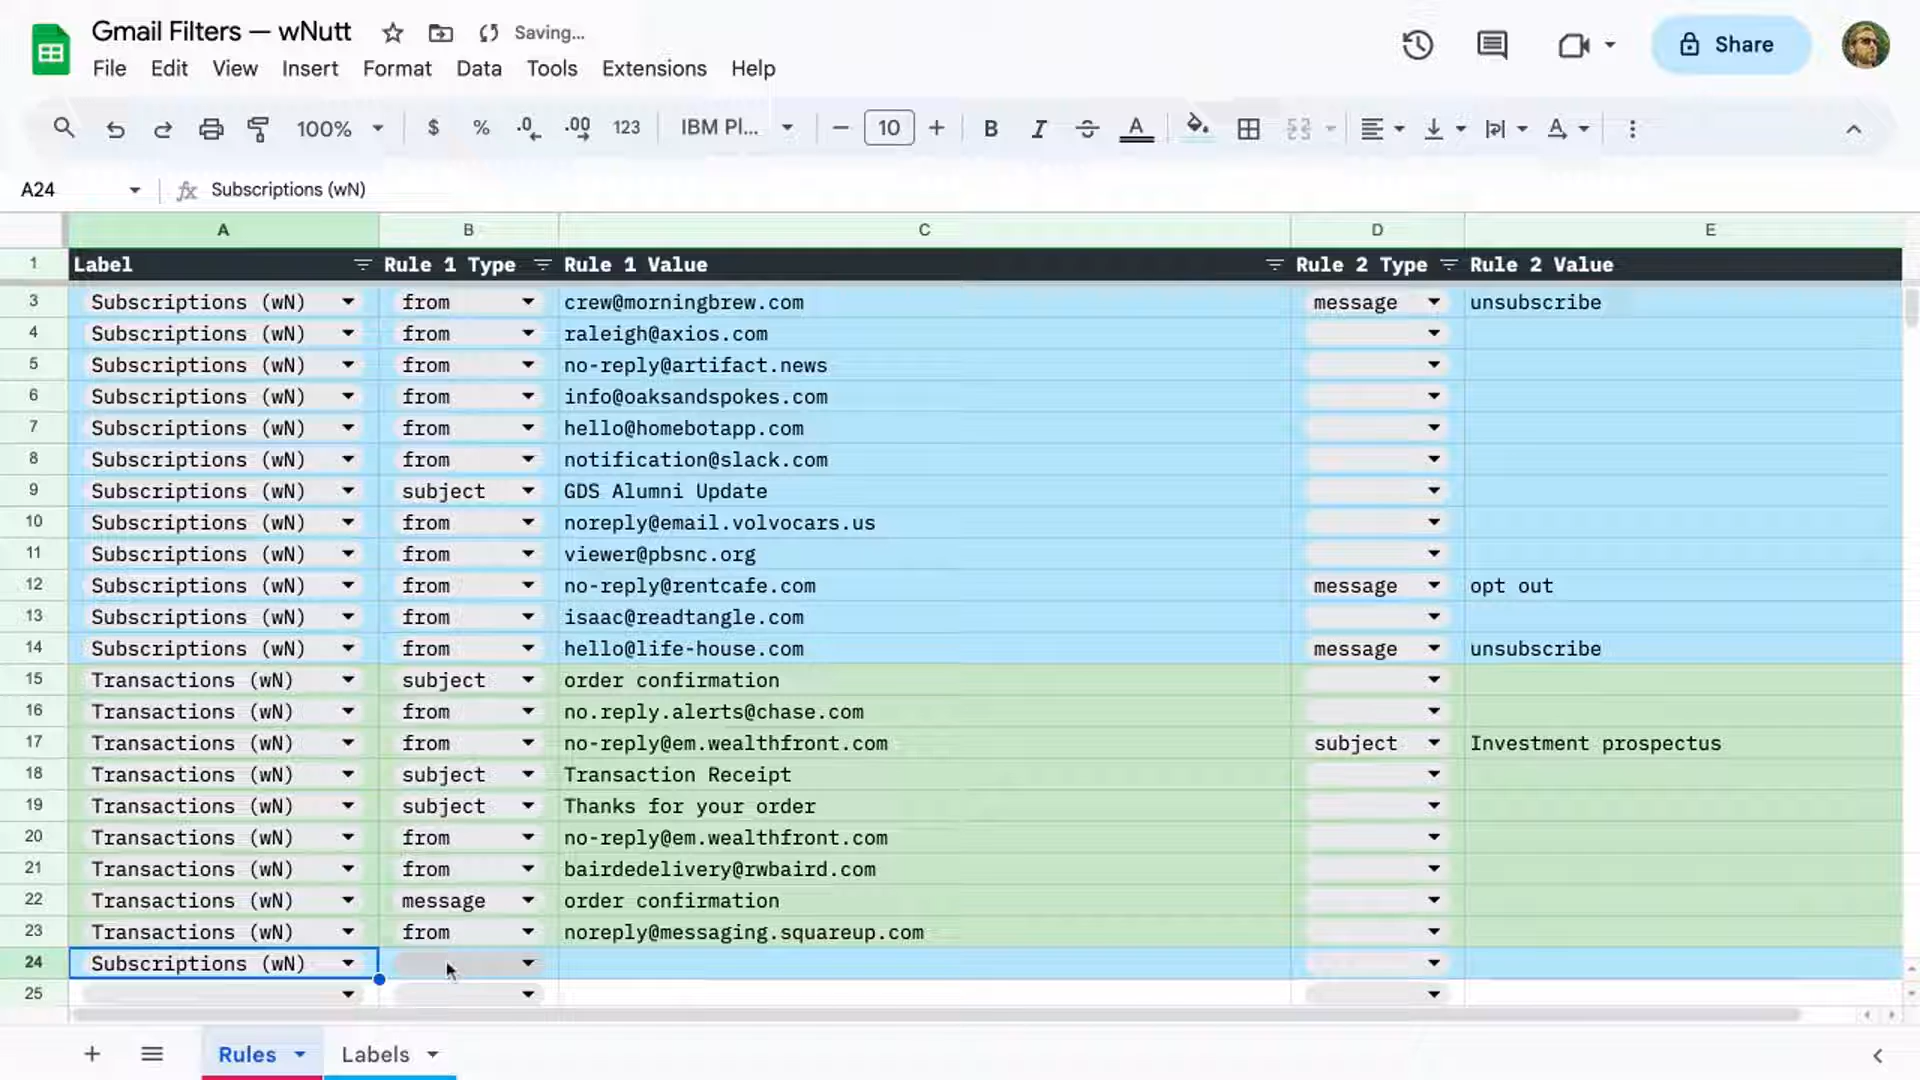 Gmail Filters — wNutt Saving...
File Edit View Insert Format Data Tools Extensions Help
Share
100% $ % .0 .00 123 IBM Pl... 10 B I A
A24 Subscriptions (wN)
A B C D E
1 Label Rule 1 Type Rule 1 Value Rule 2 Type Rule 2 Value
3 Subscriptions (wN) from crew@morningbrew.com message unsubscribe
4 Subscriptions (wN) from raleigh@axios.com
5 Subscriptions (wN) from no-reply@artifact.news
6 Subscriptions (wN) from info@oaksandspokes.com
7 Subscriptions (wN) from hello@homebotapp.com
8 Subscriptions (wN) from notification@slack.com
9 Subscriptions (wN) subject GDS Alumni Update
10 Subscriptions (wN) from noreply@email.volvocars.us
11 Subscriptions (wN) from viewer@pbsnc.org
12 Subscriptions (wN) from no-reply@rentcafe.com message opt out
13 Subscriptions (wN) from isaac@readtangle.com
14 Subscriptions (wN) from hello@life-house.com message unsubscribe
15 Transactions (wN) subject order confirmation
16 Transactions (wN) from no.reply.alerts@chase.com
17 Transactions (wN) from no-reply@em.wealthfront.com subject Investment prospectus
18 Transactions (wN) subject Transaction Receipt
19 Transactions (wN) subject Thanks for your order
20 Transactions (wN) from no-reply@em.wealthfront.com
21 Transactions (wN) from bairdedelivery@rwbaird.com
22 Transactions (wN) message order confirmation
23 Transactions (wN) from noreply@messaging.squareup.com
24 Subscriptions (wN)
25
Rules Labels